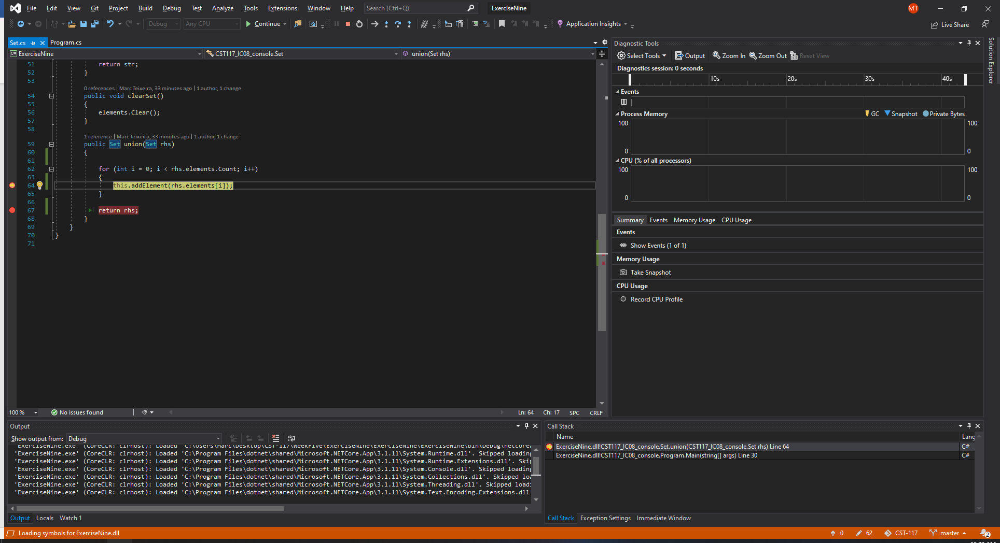 File Edit View Git Project Build Debug Test Analyze Tools Extensions Window Help Search (Ctrl+Q) ExerciseNine MT
Debug Any CPU Continue Application Insights Live Share
Set.cs Program.cs
C# ExerciseNine CST117_IC08_console.Set union(Set rhs)
51 return str;
52 }
53
0 references | Marc Teixeira, 33 minutes ago | 1 author, 1 change
54 public void clearSet()
55 {
56 elements.Clear();
57 }
58
1 reference | Marc Teixeira, 33 minutes ago | 1 author, 1 change
59 public Set union(Set rhs)
60 {
61
62 for (int i = 0; i < rhs.elements.Count; i++)
63 {
64 this.addElement(rhs.elements[i]);
65 }
66
67 return rhs;
68 }
69 }
70 }
71
100 % No issues found Ln: 64 Ch: 17 SPC CRLF
Diagnostic Tools
Select Tools Output Zoom In Zoom Out Reset View
Diagnostics session: 0 seconds
10s 20s 30s 40s
Events
Process Memory GC Snapshot Private Bytes
100 100
0 0
CPU (% of all processors)
100 100
0 0
Summary Events Memory Usage CPU Usage
Events
Show Events (1 of 1)
Memory Usage
Take Snapshot
CPU Usage
Record CPU Profile
Solution Explorer
Output
Show output from: Debug
'ExerciseNine.exe' (CoreCLR: clrhost): Loaded 'C:\Users\Marc\Desktop\CST-117\WeekFive\ExerciseNine\ExerciseNine\ExerciseNine\bin\Debug\netcorea
'ExerciseNine.exe' (CoreCLR: clrhost): Loaded 'C:\Program Files\dotnet\shared\Microsoft.NETCore.App\3.1.11\System.Runtime.dll'. Skipped loading
'ExerciseNine.exe' (CoreCLR: clrhost): Loaded 'C:\Program Files\dotnet\shared\Microsoft.NETCore.App\3.1.11\System.Runtime.Extensions.dll'. Skip
'ExerciseNine.exe' (CoreCLR: clrhost): Loaded 'C:\Program Files\dotnet\shared\Microsoft.NETCore.App\3.1.11\System.Console.dll'. Skipped loading
'ExerciseNine.exe' (CoreCLR: clrhost): Loaded 'C:\Program Files\dotnet\shared\Microsoft.NETCore.App\3.1.11\System.Collections.dll'. Skipped loa
'ExerciseNine.exe' (CoreCLR: clrhost): Loaded 'C:\Program Files\dotnet\shared\Microsoft.NETCore.App\3.1.11\System.Threading.dll'. Skipped loadi
'ExerciseNine.exe' (CoreCLR: clrhost): Loaded 'C:\Program Files\dotnet\shared\Microsoft.NETCore.App\3.1.11\System.Text.Encoding.Extensions.dll'
Output Locals Watch 1
Call Stack
Name Lang
ExerciseNine.dll!CST117_IC08_console.Set.union(CST117_IC08_console.Set rhs) Line 64 C#
ExerciseNine.dll!CST117_IC08_console.Program.Main(string[] args) Line 30 C#
Call Stack Exception Settings Immediate Window
Loading symbols for ExerciseNine.dll 0 62 CST-117 master 2